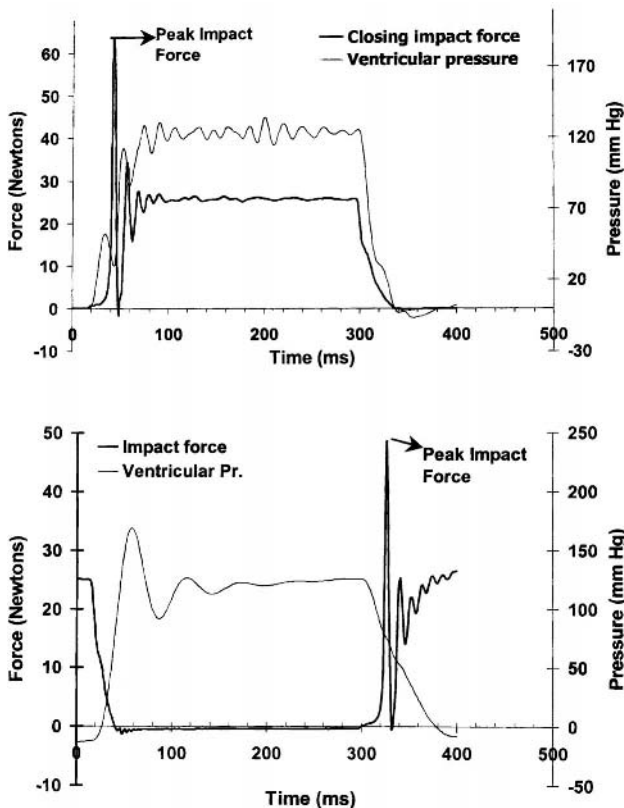 Peak Impact
Force
Closing impact force
Ventricular pressure
60
50
40
30
20
10
0
-10
Force (Newtons)
170
120
70
20
-30
Pressure (mm Hg)
0 100 200 300 400 500
Time (ms)
Impact force
Ventricular Pr.
Peak Impact
Force
50
40
30
20
10
0
-10
Force (Newtons)
250
200
150
100
50
0
-50
Pressure (mm Hg)
0 100 200 300 400 500
Time (ms)